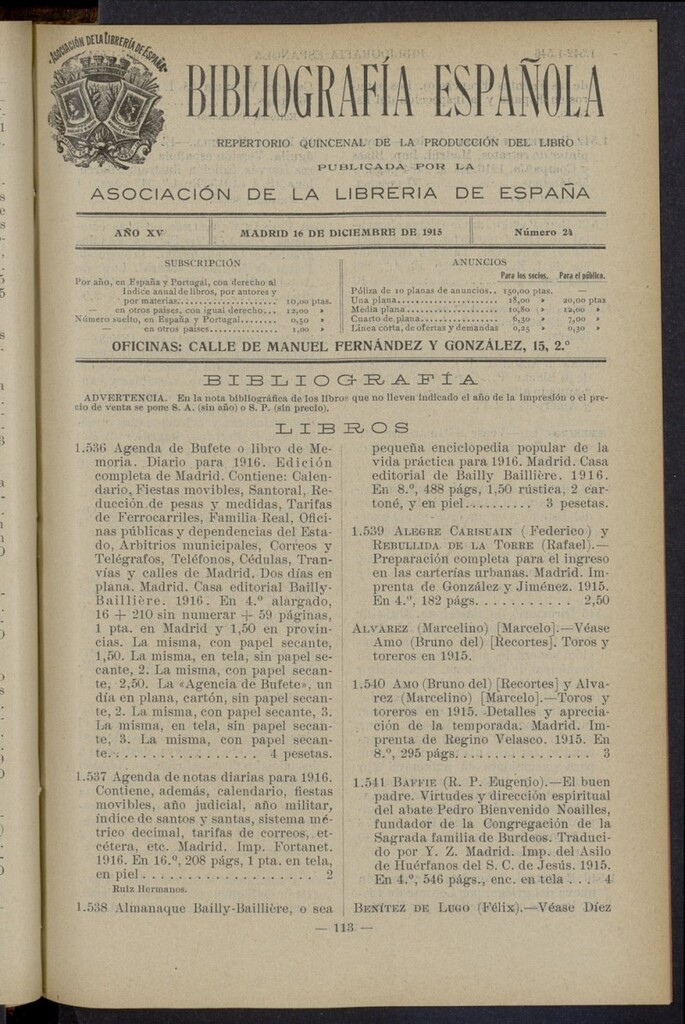 ASOCIACIÓN DE LA LIBRERÍA DE ESPAÑA
BIBLIOGRAFÍA ESPAÑOLA
REPERTORIO QUINCENAL DE LA PRODUCCIÓN DEL LIBRO
PUBLICADA POR LA
ASOCIACIÓN DE LA LIBRERIA DE ESPAÑA
AÑO XV
MADRID 16 DE DICIEMBRE DE 1915
Número 24
SUBSCRIPCIÓN
Por año, en España y Portugal, con derecho al
Indice anual de libros, por autores y
por materias..................... 10,00 ptas.
— en otros países, con igual derecho... 12,00 »
Número suelto, en España y Portugal....... 0,50 »
— en otros países............... 1,00 »
ANUNCIOS
Para los socios. Para el público.
Póliza de 10 planas de anuncios.. 150,00 ptas. —
Una plana.................... 18,00 » 20,00 ptas
Media plana.................. 10,80 » 12,00 »
Cuarto de plana.............. 6,30 » 7,00 »
Línea corta, de ofertas y demandas 0,25 » 0,30 »
OFICINAS: CALLE DE MANUEL FERNÁNDEZ Y GONZÁLEZ, 15, 2.º
BIBLIOGRAFÍA
ADVERTENCIA. En la nota bibliográfica de los libros que no lleven indicado el año de la impresión o el pre-
cio de venta se pone S. A. (sin año) o S. P. (sin precio).
LIBROS
1.536 Agenda de Bufete o libro de Me-
moria. Diario para 1916. Edición
completa de Madrid. Contiene: Calen-
dario, Fiestas movibles, Santoral, Re-
ducción de pesas y medidas, Tarifas
de Ferrocarriles, Familia Real, Ofici-
nas públicas y dependencias del Esta-
do, Arbitrios municipales, Correos y
Telégrafos, Teléfonos, Cédulas, Tran-
vías y calles de Madrid. Dos días en
plana. Madrid. Casa editorial Bailly-
Baillière. 1916. En 4.º alargado,
16 + 210 sin numerar + 59 páginas,
1 pta. en Madrid y 1,50 en provin-
cias. La misma, con papel secante,
1,50. La misma, en tela, sin papel se-
cante, 2. La misma, con papel secan-
te, 2,50. La «Agencia de Bufete», un
día en plana, cartón, sin papel secan-
te, 2. La misma, con papel secante, 3.
La misma, en tela, sin papel secan-
te, 3. La misma, con papel secan-
te. . . . . . . . . . . . . . . . 4 pesetas.
1.537 Agenda de notas diarias para 1916.
Contiene, además, calendario, fiestas
movibles, año judicial, año militar,
índice de santos y santas, sistema mé-
trico decimal, tarifas de correos, et-
cétera, etc. Madrid. Imp. Fortanet.
1916. En 16.º, 208 págs, 1 pta. en tela,
en piel . . . . . . . . . . . . . . . . . . . 2
Ruiz Hermanos.
1.538 Almanaque Bailly-Baillière, o sea
pequeña enciclopedia popular de la
vida práctica para 1916. Madrid. Casa
editorial de Bailly Baillière. 1916.
En 8.º, 488 págs, 1,50 rústica, 2 car-
toné, y en piel. . . . . . . . . 3 pesetas.
1.539 ALEGRE CARISUAIN (Federico) y
REBULLIDA DE LA TORRE (Rafael).—
Preparación completa para el ingreso
en las carterías urbanas. Madrid. Im-
prenta de González y Jiménez. 1915.
En 4.º, 182 págs. . . . . . . . . . . 2,50
ALVAREZ (Marcelino) [Marcelo].—Véase
Amo (Bruno del) [Recortes]. Toros y
toreros en 1915.
1.540 AMO (Bruno del) [Recortes] y Alva-
rez (Marcelino) [Marcelo].—Toros y
toreros en 1915. Detalles y aprecia-
ción de la temporada. Madrid. Im-
prenta de Regino Velasco. 1915. En
8.º, 295 págs. . . . . . . . . . . . . . . 3
1.541 BAFFIE (R. P. Eugenio).—El buen
padre. Virtudes y dirección espiritual
del abate Pedro Bienvenido Noailles,
fundador de la Congregación de la
Sagrada familia de Burdeos. Traduci-
do por Y. Z. Madrid. Imp. del Asilo
de Huérfanos del S. C. de Jesús. 1915.
En 4.º, 546 págs., enc. en tela . . . 4
BENÍTEZ DE LUGO (Félix).—Véase Díez
— 113 —